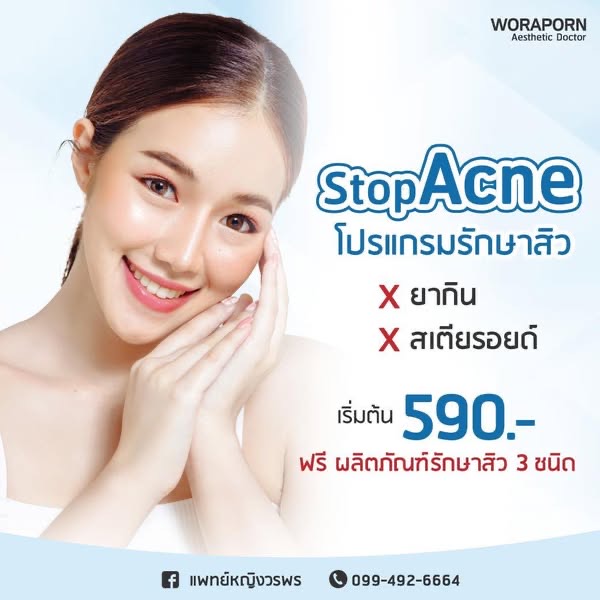 WORAPORN
Aesthetic Doctor
StopAcne
โปรแกรมรักษาสิว
X ยากิน
X สเตียรอยด์
เริ่มต้น 590.-
ฟรี ผลิตภัณฑ์รักษาสิว 3 ชนิด
แพทย์หญิงวรพร 099-492-6664